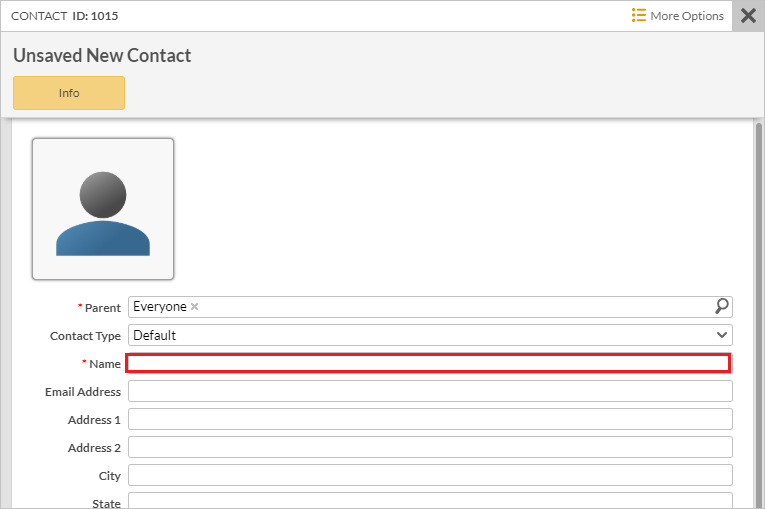 CONTACT ID: 1015
More Options
Unsaved New Contact
Info
* Parent Everyone
Contact Type Default
* Name
Email Address
Address 1
Address 2
City
State